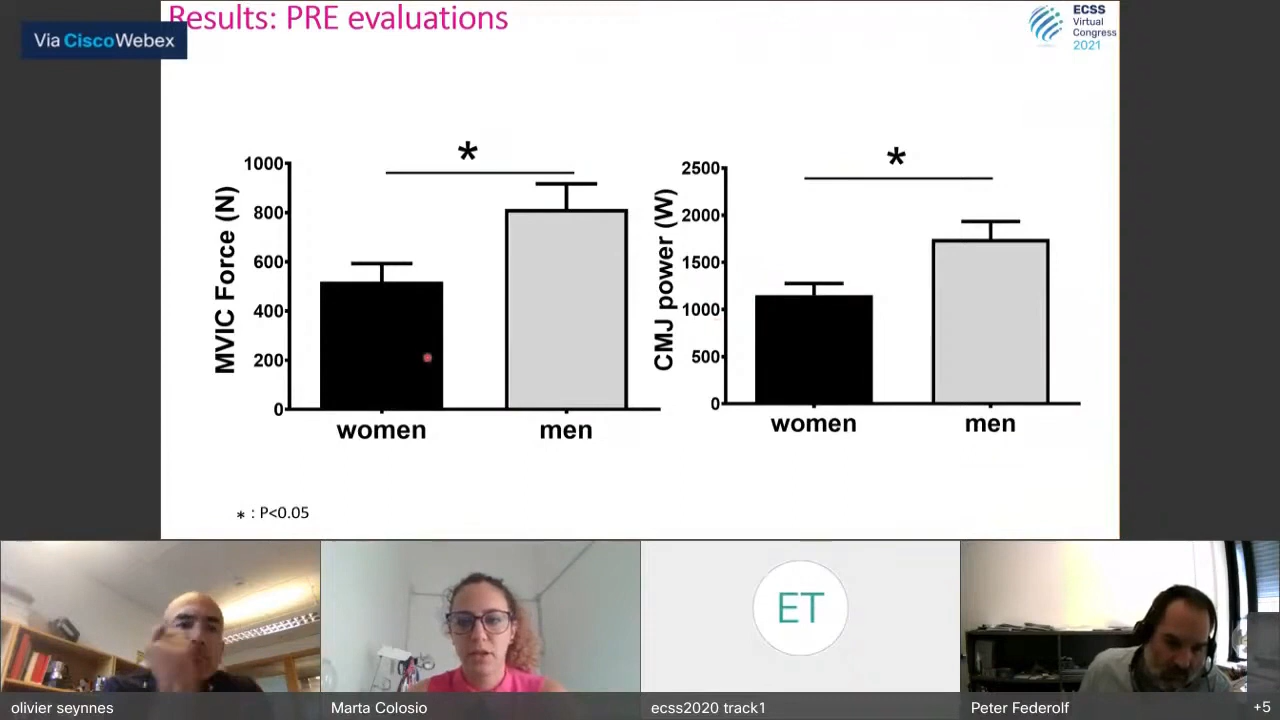 Results: PRE evaluations
Via CiscoWebex
ECSS
Virtual
Congress
2021
*
1000
800
600
400
200
0
MVIC Force (N)
women
men
*
2500
2000
1500
1000
500
0
CMJ power (W)
women
men
* : P<0.05
ET
olivier seynnes
Marta Colosio
ecss2020 track1
Peter Federolf
+5